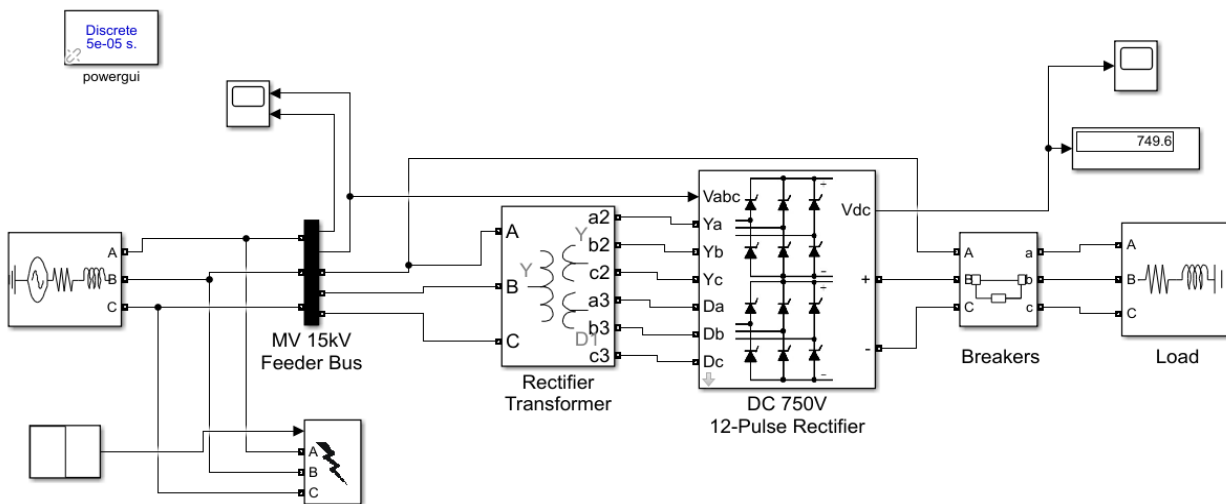 Discrete
5e-05 s.
powergui
749.6
A
B
C
MV 15kV
Feeder Bus
A
B
C
Y
Y
D1
a2
b2
c2
a3
b3
c3
Rectifier
Transformer
Vabc
Ya
Yb
Yc
Da
Db
Dc
Vdc
+
-
DC 750V
12-Pulse Rectifier
A
B
C
a
b
c
Breakers
A
B
C
Load
A
B
C